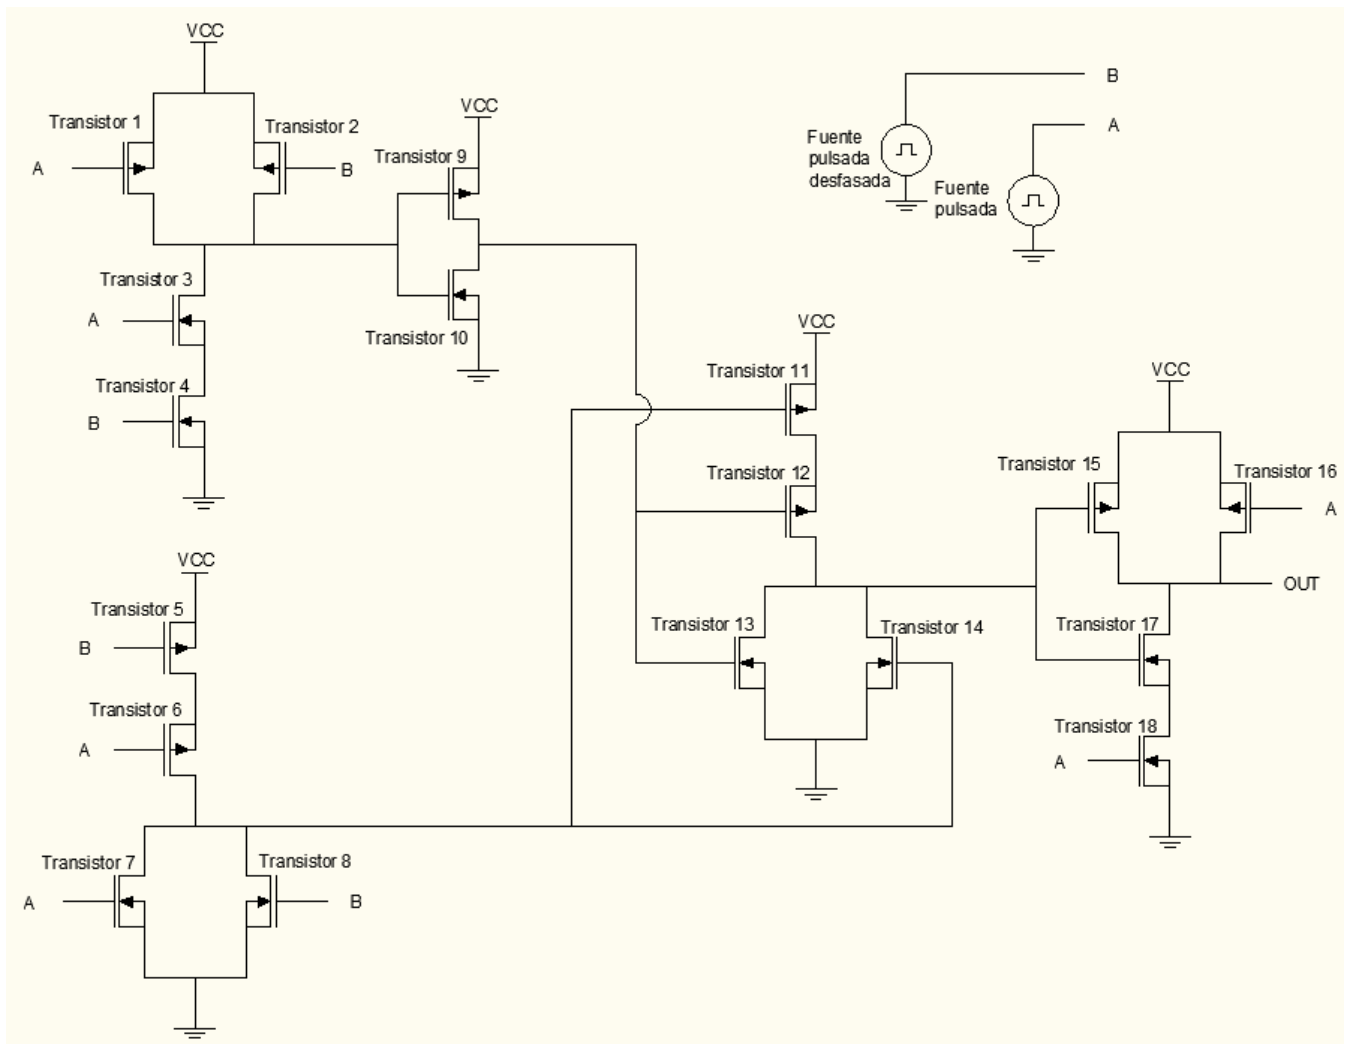 VCC
Transistor 1
Transistor 2
A
B
VCC
Transistor 9
Transistor 10
Transistor 3
A
Transistor 4
B
B
A
Fuente
pulsada
desfasada
Fuente
pulsada
VCC
Transistor 11
Transistor 12
Transistor 13
Transistor 14
VCC
Transistor 15
Transistor 16
A
OUT
Transistor 17
Transistor 18
A
VCC
Transistor 5
B
Transistor 6
A
Transistor 7
Transistor 8
A
B